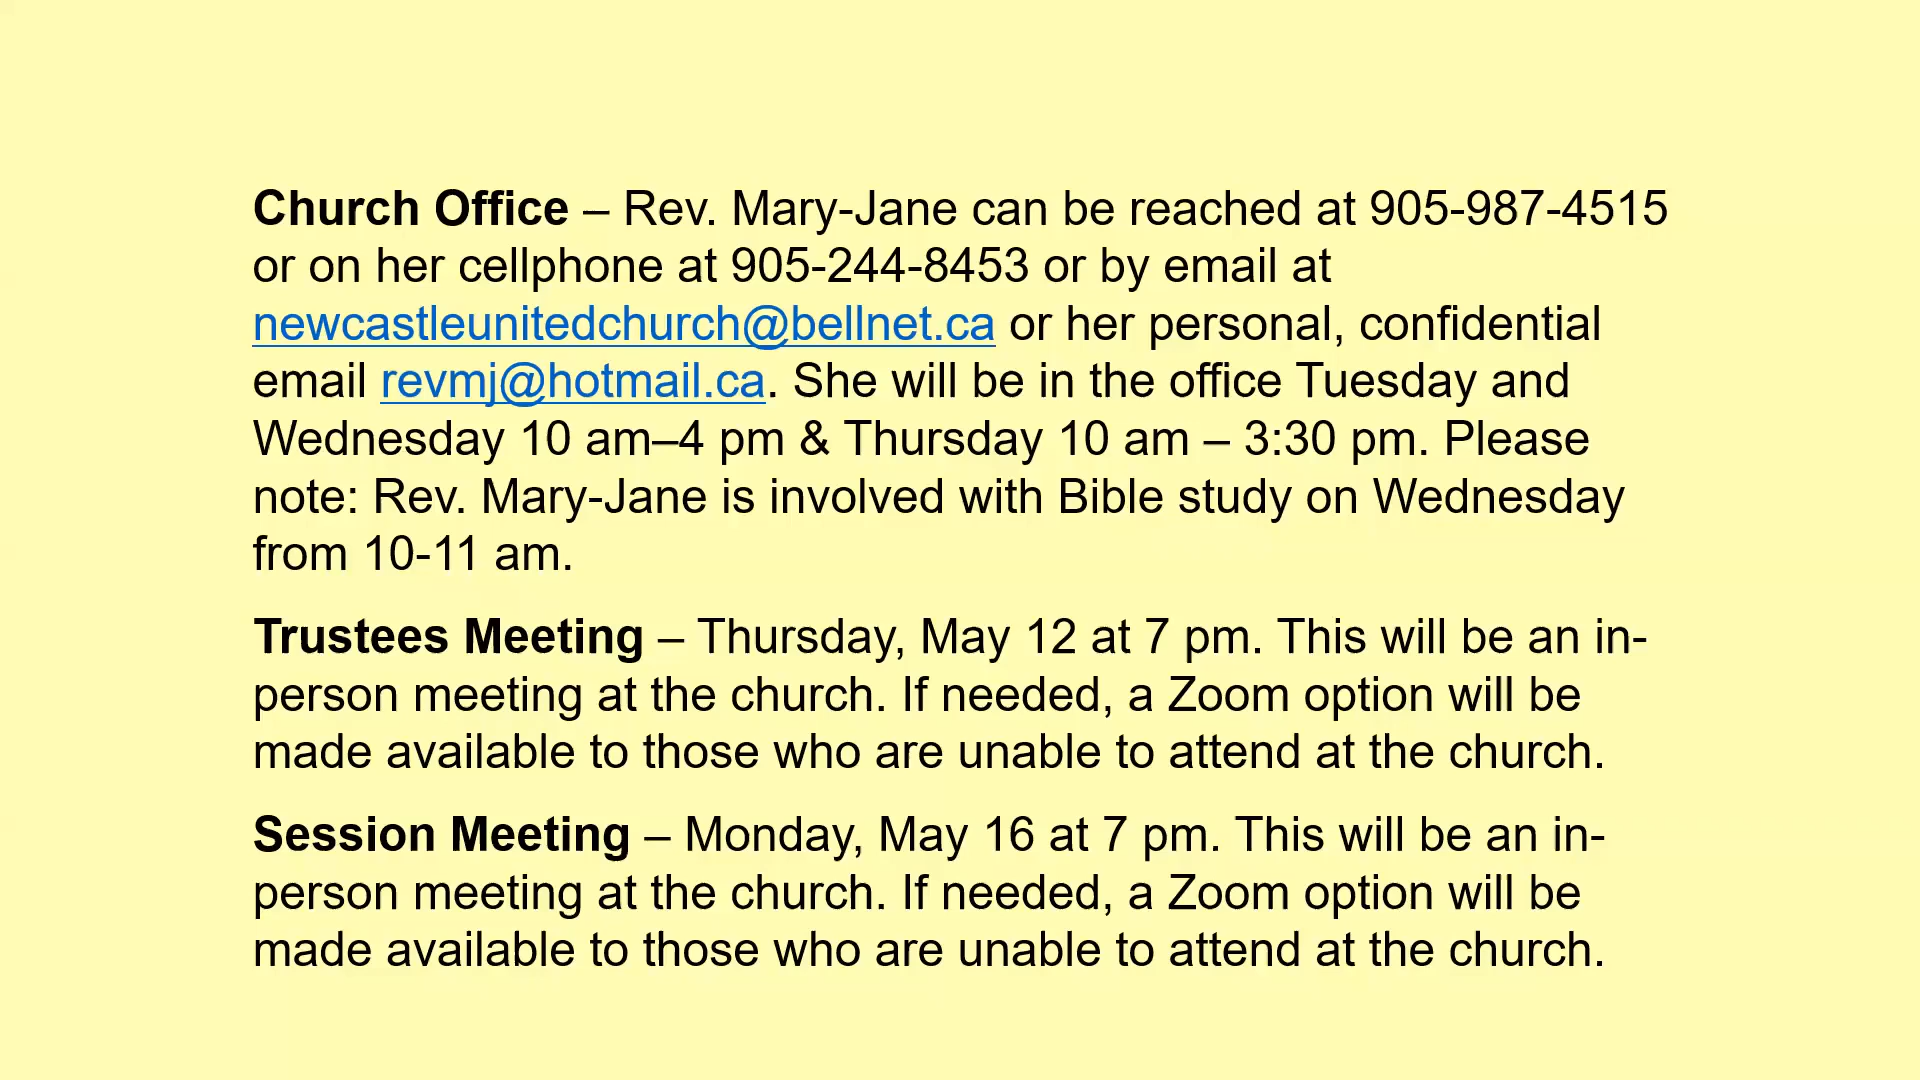 Church Office – Rev. Mary-Jane can be reached at 905-987-4515
or on her cellphone at 905-244-8453 or by email at
newcastleunitedchurch@bellnet.ca or her personal, confidential
email revmj@hotmail.ca. She will be in the office Tuesday and
Wednesday 10 am–4 pm & Thursday 10 am – 3:30 pm. Please
note: Rev. Mary-Jane is involved with Bible study on Wednesday
from 10-11 am.
Trustees Meeting – Thursday, May 12 at 7 pm. This will be an in-
person meeting at the church. If needed, a Zoom option will be
made available to those who are unable to attend at the church.
Session Meeting – Monday, May 16 at 7 pm. This will be an in-
person meeting at the church. If needed, a Zoom option will be
made available to those who are unable to attend at the church.